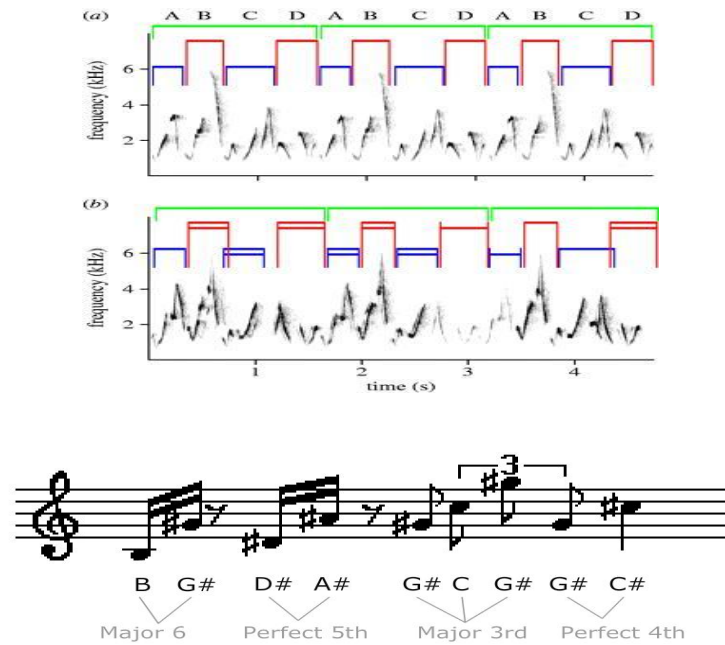 (a) A B C D A B C D A B C D
6
4
2
frequency (kHz)
(b)
6
4
2
frequency (kHz)
1 2 3 4
time (s)
3
B G# D# A# G# C G# G# C#
Major 6 Perfect 5th Major 3rd Perfect 4th